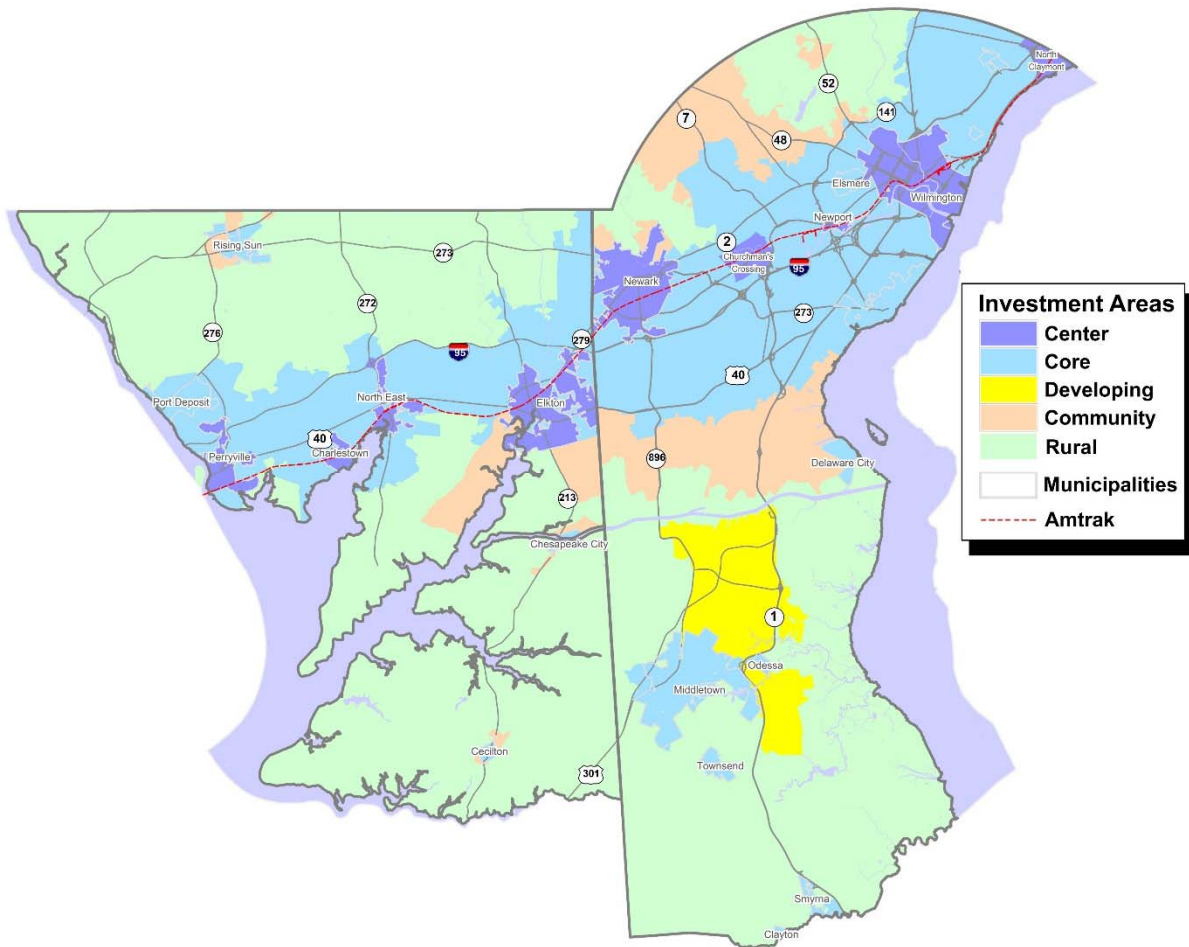 North
Claymont
52
7
141
48
Elsmere
Wilmington
Newport
2
Churchman's
Crossing
95
Newark
Rising Sun
273
272
273
276
279
95
40
Port Deposit
North East
Elkton
40
Charlestown
Perryville
896
Delaware City
213
Chesapeake City
1
Odessa
Middletown
Cecilton
Townsend
301
Smyrna
Clayton
Investment Areas
Center
Core
Developing
Community
Rural
Municipalities
Amtrak